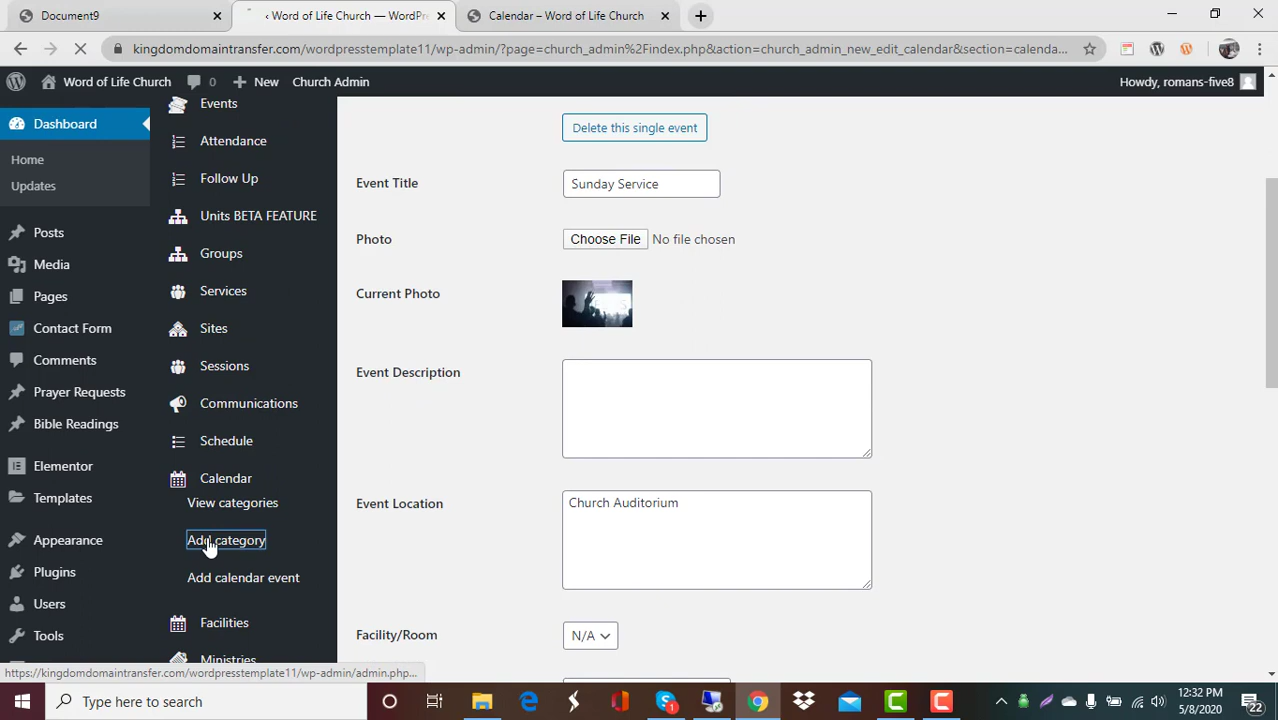 Document9
‹ Word of Life Church — WordPre
Calendar – Word of Life Church
kingdomdomaintransfer.com/wordpresstemplate11/wp-admin/?page=church_admin%2Findex.php&action=church_admin_new_edit_calendar&section=calenda...
Word of Life Church
0
New
Church Admin
Howdy, romans-five8
Dashboard
Home
Updates
Posts
Media
Pages
Contact Form
Comments
Prayer Requests
Bible Readings
Elementor
Templates
Appearance
Plugins
Users
Tools
Events
Attendance
Follow Up
Units BETA FEATURE
Groups
Services
Sites
Sessions
Communications
Schedule
Calendar
View categories
Add category
Add calendar event
Facilities
Ministries
Delete this single event
Event Title
Sunday Service
Photo
Choose File No file chosen
Current Photo
Event Description
Event Location
Church Auditorium
Facility/Room
N/A
https://kingdomdomaintransfer.com/wordpresstemplate11/wp-admin/admin.php...
Type here to search
12:32 PM
5/8/2020
22